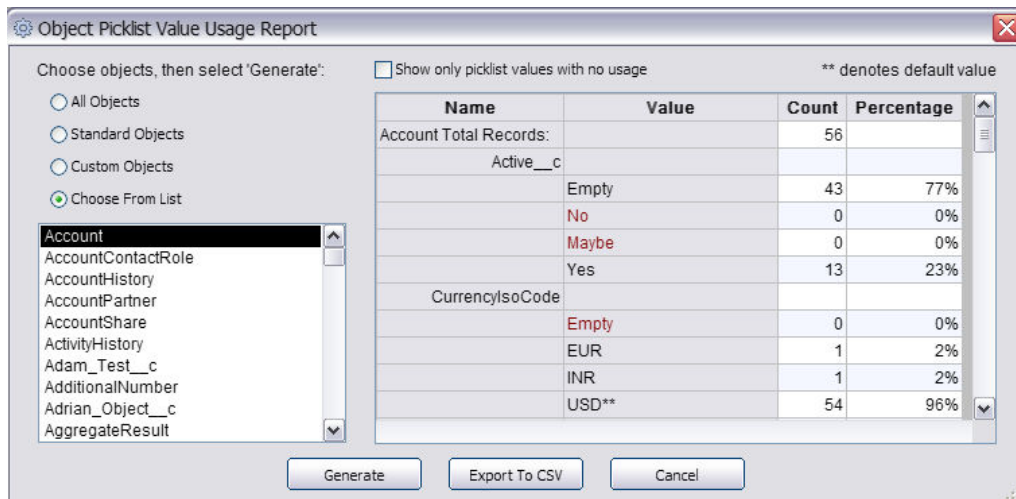 Object Picklist Value Usage Report
Choose objects, then select 'Generate':
All Objects
Standard Objects
Custom Objects
Choose From List
Account
AccountContactRole
AccountHistory
AccountPartner
AccountShare
ActivityHistory
Adam_Test__c
AdditionalNumber
Adrian_Object__c
AggregateResult
Show only picklist values with no usage
** denotes default value
Name Value Count Percentage
Account Total Records: 56
Active__c
Empty 43 77%
No 0 0%
Maybe 0 0%
Yes 13 23%
CurrencyIsoCode
Empty 0 0%
EUR 1 2%
INR 1 2%
USD** 54 96%
Generate Export To CSV Cancel